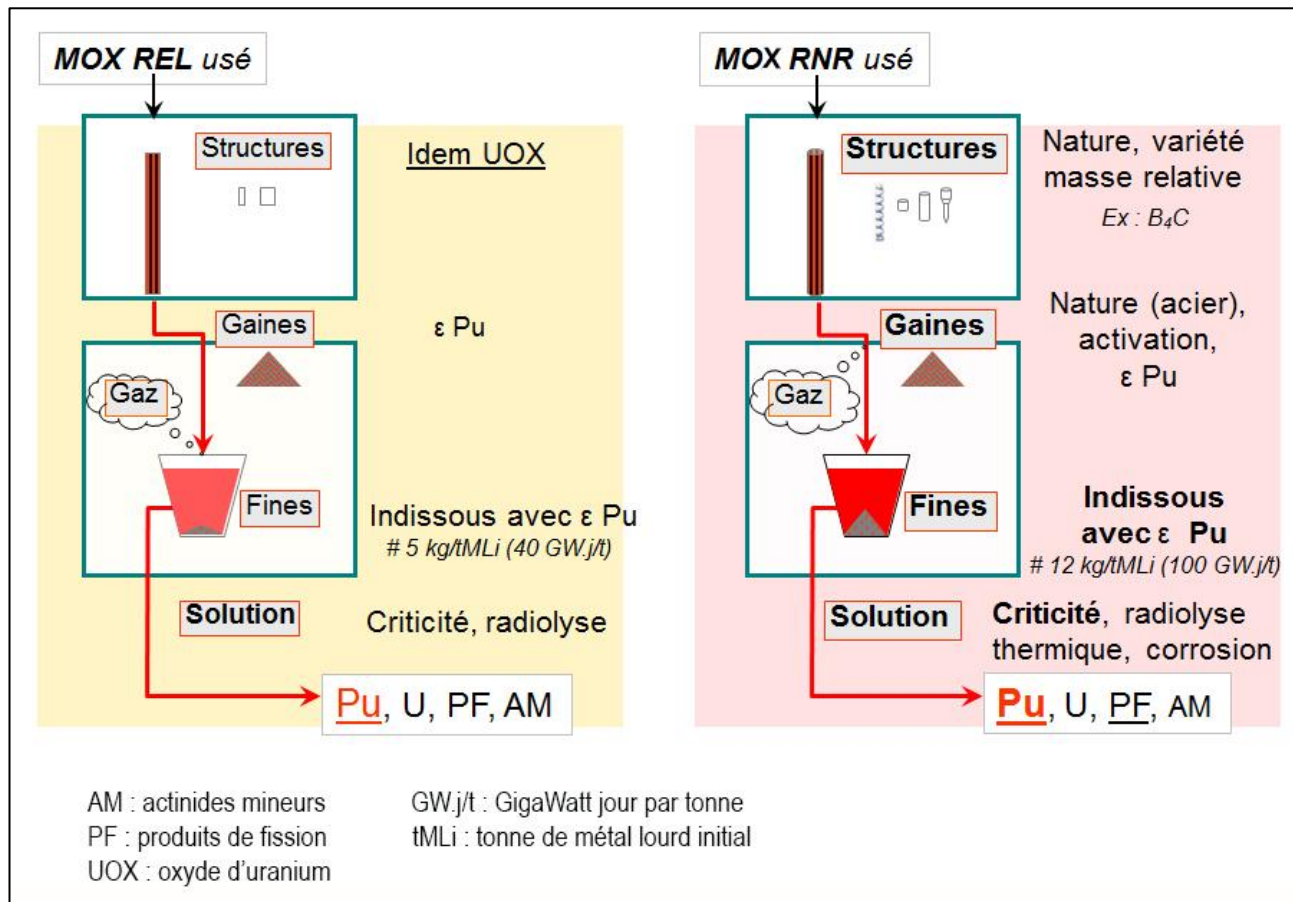 MOX REL usé
Structures
Idem UOX
Gaines
ε Pu
Gaz
Fines
Indissous avec ε Pu
# 5 kg/tMLi (40 GW.j/t)
Solution
Criticité, radiolyse
Pu, U, PF, AM
MOX RNR usé
Structures
Nature, variété
masse relative
Ex : B₄C
Gaines
Nature (acier),
activation,
ε Pu
Gaz
Fines
Indissous
avec ε Pu
# 12 kg/tMLi (100 GW.j/t)
Solution
Criticité, radiolyse
thermique, corrosion
Pu, U, PF, AM
AM : actinides mineurs
PF : produits de fission
UOX : oxyde d’uranium
GW.j/t : GigaWatt jour par tonne
tMLi : tonne de métal lourd initial